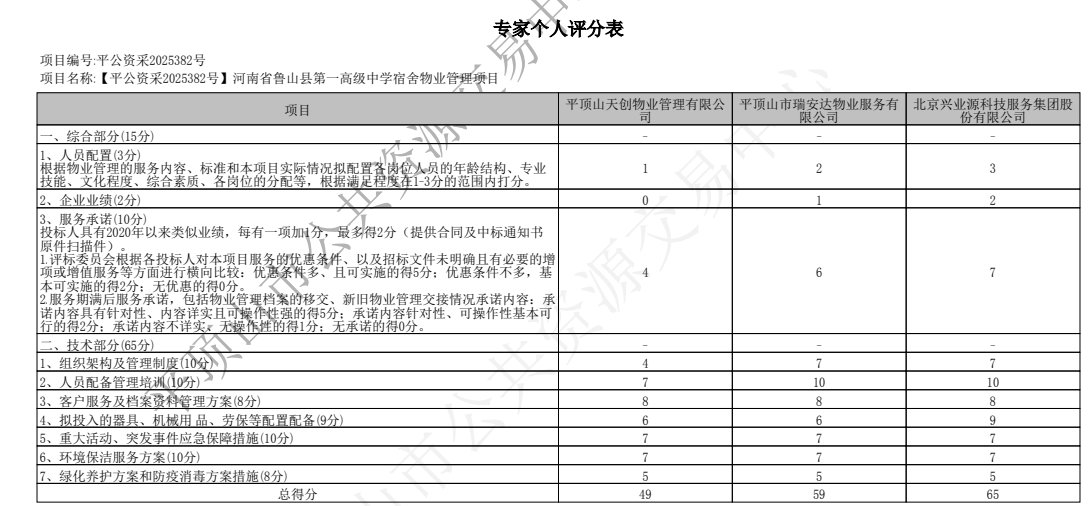 专家个人评分表
项目编号:平公资采2025382号
项目名称:【平公资采2025382号】河南省鲁山县第一高级中学宿舍物业管理项目
项目 平顶山天创物业管理有限公司 平顶山市瑞安达物业服务有限公司 北京兴业源科技服务集团股份有限公司
一、综合部分(15分) - - -
1、人员配置(3分)
根据物业管理的服务内容、标准和本项目实际情况拟配置各岗位人员的年龄结构、专业
技能、文化程度、综合素质、各岗位的分配等，根据满足程度在1-3分的范围内打分。
1 2 3
2、企业业绩(2分) 0 1 2
3、服务承诺(10分)
投标人具有2020年以来类似业绩，每有一项加1分，最多得2分（提供合同及中标通知书
原件扫描件）。
1.评标委员会根据各投标人对本项目服务的优惠条件、以及招标文件未明确且有必要的增
项或增值服务等方面进行横向比较：优惠条件多、且可实施的得5分；优惠条件不多，基
本可实施的得2分；无优惠的得0分。
2.服务期满后服务承诺，包括物业管理档案的移交、新旧物业管理交接情况承诺内容：承
诺内容具有针对性、内容详实且可操作性强的得5分；承诺内容针对性、可操作性基本可
行的得2分；承诺内容不详实、无操作性的得1分；无承诺的得0分。
4 6 7
二、技术部分(65分) - - -
1、组织架构及管理制度(10分) 4 7 7
2、人员配备管理培训(10分) 7 10 10
3、客户服务及档案资料管理方案(8分) 8 8 8
4、拟投入的器具、机械用 品、劳保等配置配备(9分) 6 6 9
5、重大活动、突发事件应急保障措施(10分) 7 7 7
6、环境保洁服务方案(10分) 7 7 7
7、绿化养护方案和防疫消毒方案措施(8分) 5 5 5
总得分 49 59 65
平顶山市公共资源交易中
山市公共资源交易中心